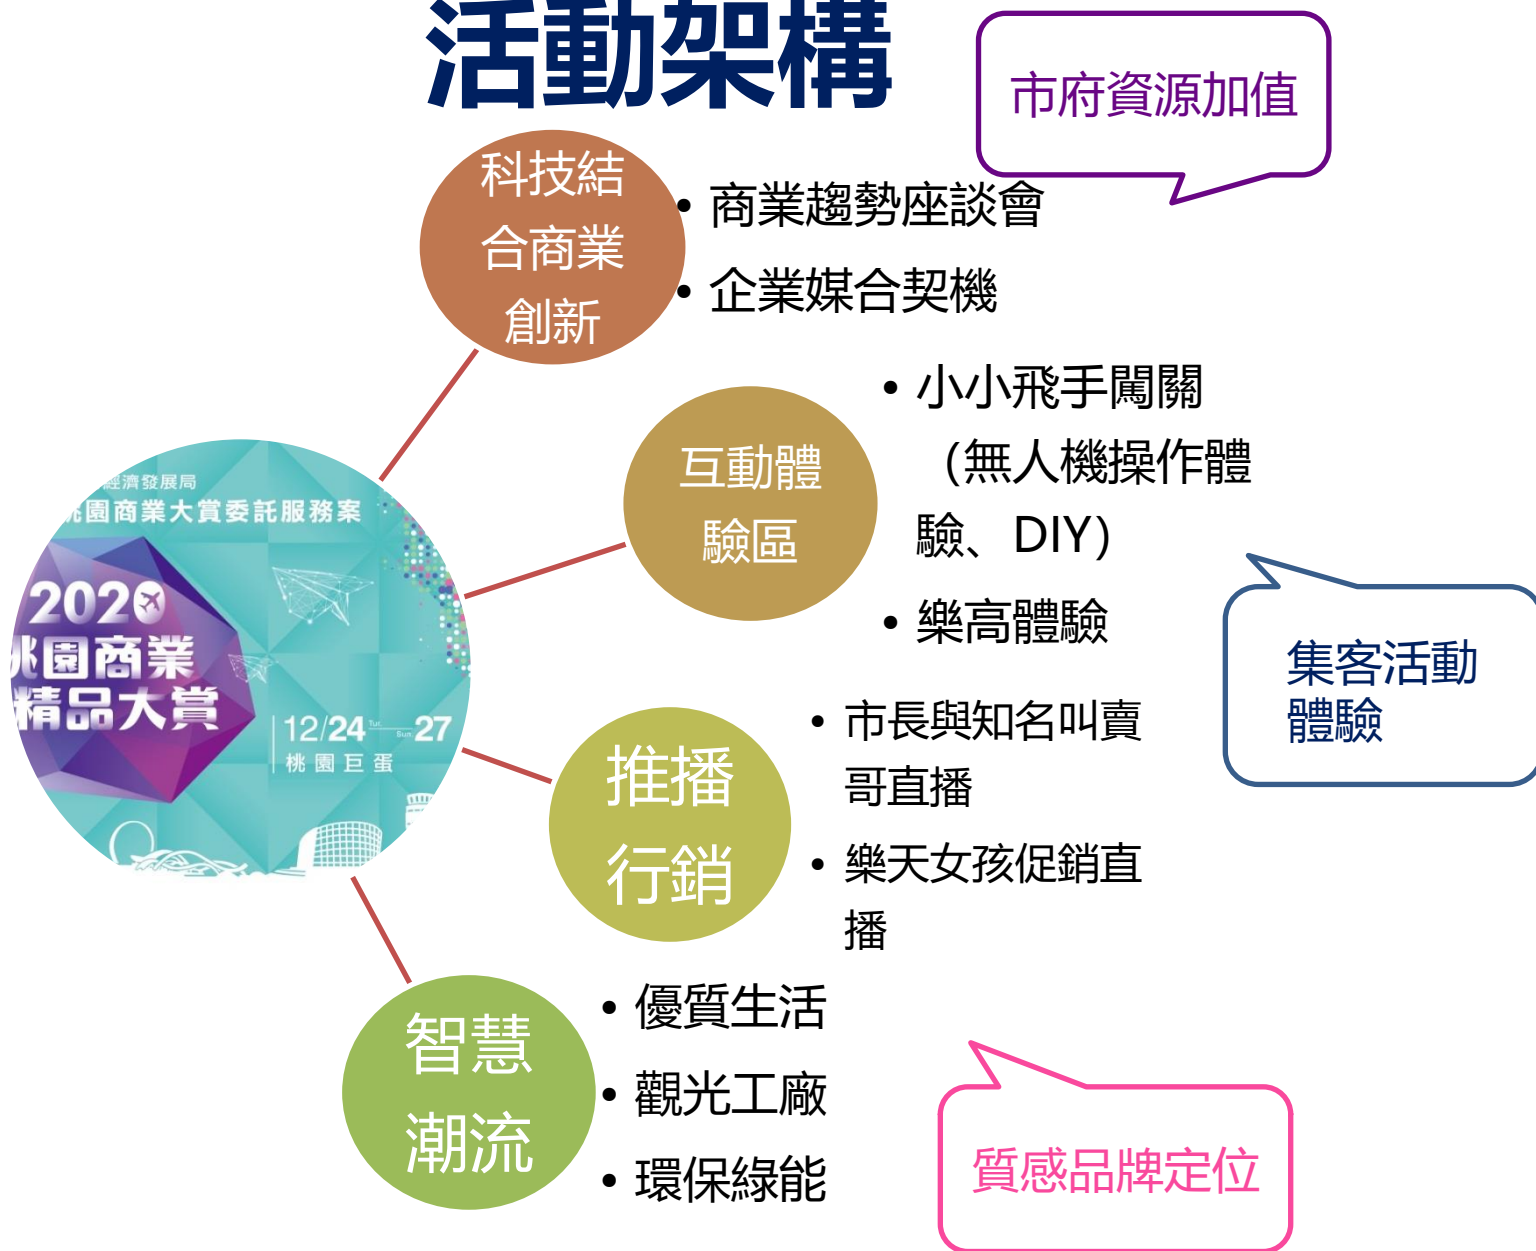 活動架構
市府資源加值
科技結
合商業
創新
• 商業趨勢座談會
• 企業媒合契機
互動體
驗區
• 小小飛手闖關
（無人機操作體
驗、DIY)
• 樂高體驗
集客活動
體驗
推播
行銷
• 市長與知名叫賣
哥直播
• 樂天女孩促銷直
播
智慧
潮流
• 優質生活
• 觀光工廠
• 環保綠能
質感品牌定位
經濟發展局
桃園商業大賞委託服務案
2020
桃園商業
精品大賞
12/24 Tur. Sun. 27
桃園巨蛋